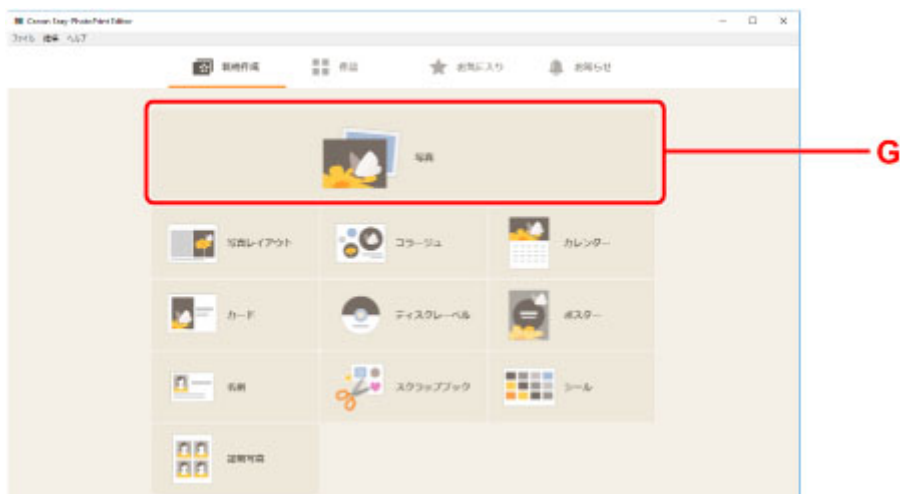 Canon Easy-PhotoPrint Editor
ファイル 編集 ヘルプ
新規作成 作品 お気に入り お知らせ
写真
G
写真レイアウト コラージュ カレンダー
カード ディスクレーベル ポスター
名刺 スクラップブック シール
証明写真